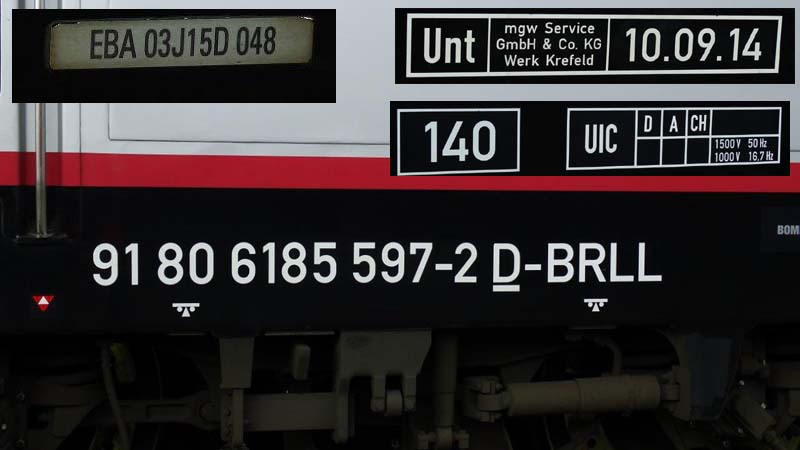 EBA 03J15D 048
Unt
mgw Service
GmbH & Co. KG
Werk Krefeld
10.09.14
140
UIC
D A CH
1500 V 50 Hz
1000 V 16,7 Hz
91 80 6185 597-2 D-BRLL